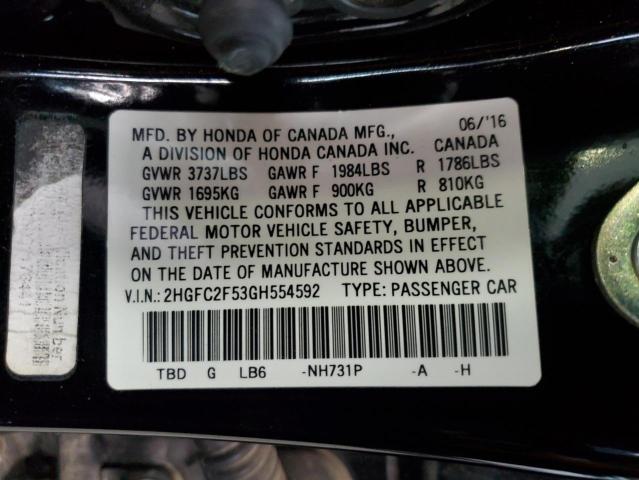 MFD. BY HONDA OF CANADA MFG., 06/'16
A DIVISION OF HONDA CANADA INC. CANADA
GVWR 3737LBS GAWR F 1984LBS R 1786LBS
GVWR 1695KG GAWR F 900KG R 810KG
THIS VEHICLE CONFORMS TO ALL APPLICABLE
FEDERAL MOTOR VEHICLE SAFETY, BUMPER,
AND THEFT PREVENTION STANDARDS IN EFFECT
ON THE DATE OF MANUFACTURE SHOWN ABOVE.
V.I.N.: 2HGFC2F53GH554592 TYPE: PASSENGER CAR
TBD G LB6 -NH731P -A -H
Number